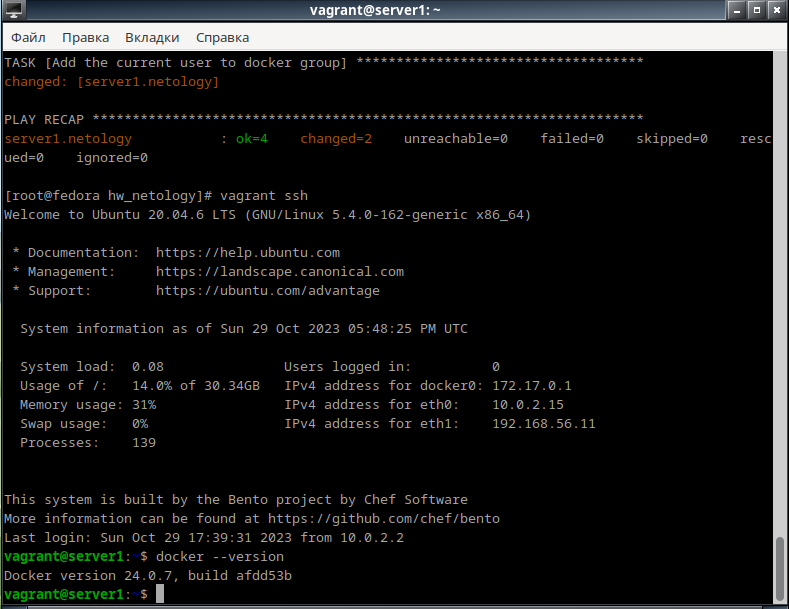 vagrant@server1: ~
Файл Правка Вкладки Справка
TASK [Add the current user to docker group] ************************************
changed: [server1.netology]
PLAY RECAP *********************************************************************
server1.netology : ok=4 changed=2 unreachable=0 failed=0 skipped=0 resc
ued=0 ignored=0
[root@fedora hw_netology]# vagrant ssh
Welcome to Ubuntu 20.04.6 LTS (GNU/Linux 5.4.0-162-generic x86_64)
* Documentation: https://help.ubuntu.com
* Management: https://landscape.canonical.com
* Support: https://ubuntu.com/advantage
System information as of Sun 29 Oct 2023 05:48:25 PM UTC
System load: 0.08 Users logged in: 0
Usage of /: 14.0% of 30.34GB IPv4 address for docker0: 172.17.0.1
Memory usage: 31% IPv4 address for eth0: 10.0.2.15
Swap usage: 0% IPv4 address for eth1: 192.168.56.11
Processes: 139
This system is built by the Bento project by Chef Software
More information can be found at https://github.com/chef/bento
Last login: Sun Oct 29 17:39:31 2023 from 10.0.2.2
vagrant@server1:~$ docker --version
Docker version 24.0.7, build afdd53b
vagrant@server1:~$